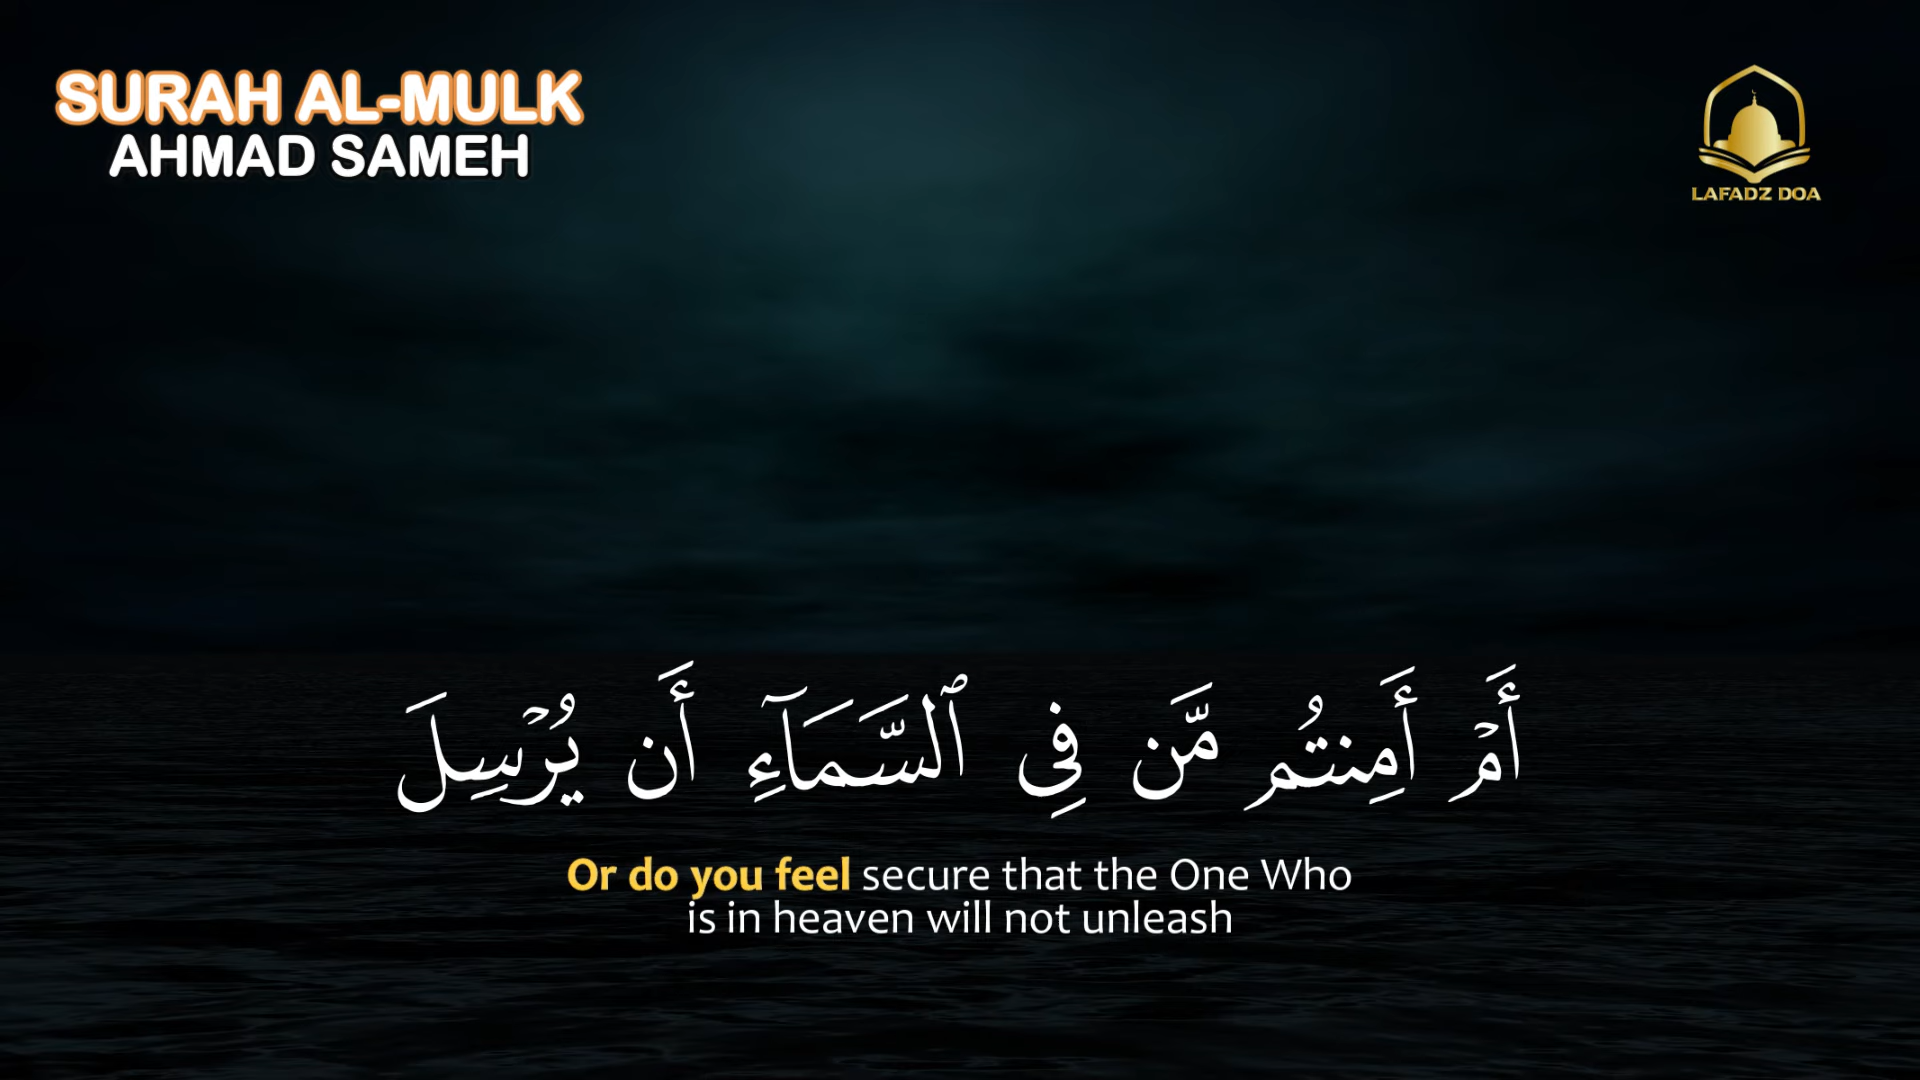 SURAH AL-MULK
AHMAD SAMEH
LAFADZ DOA
أَمْ أَمِنتُم مَّن فِى ٱلسَّمَآءِ أَن يُرْسِلَ
Or do you feel secure that the One Who
is in heaven will not unleash